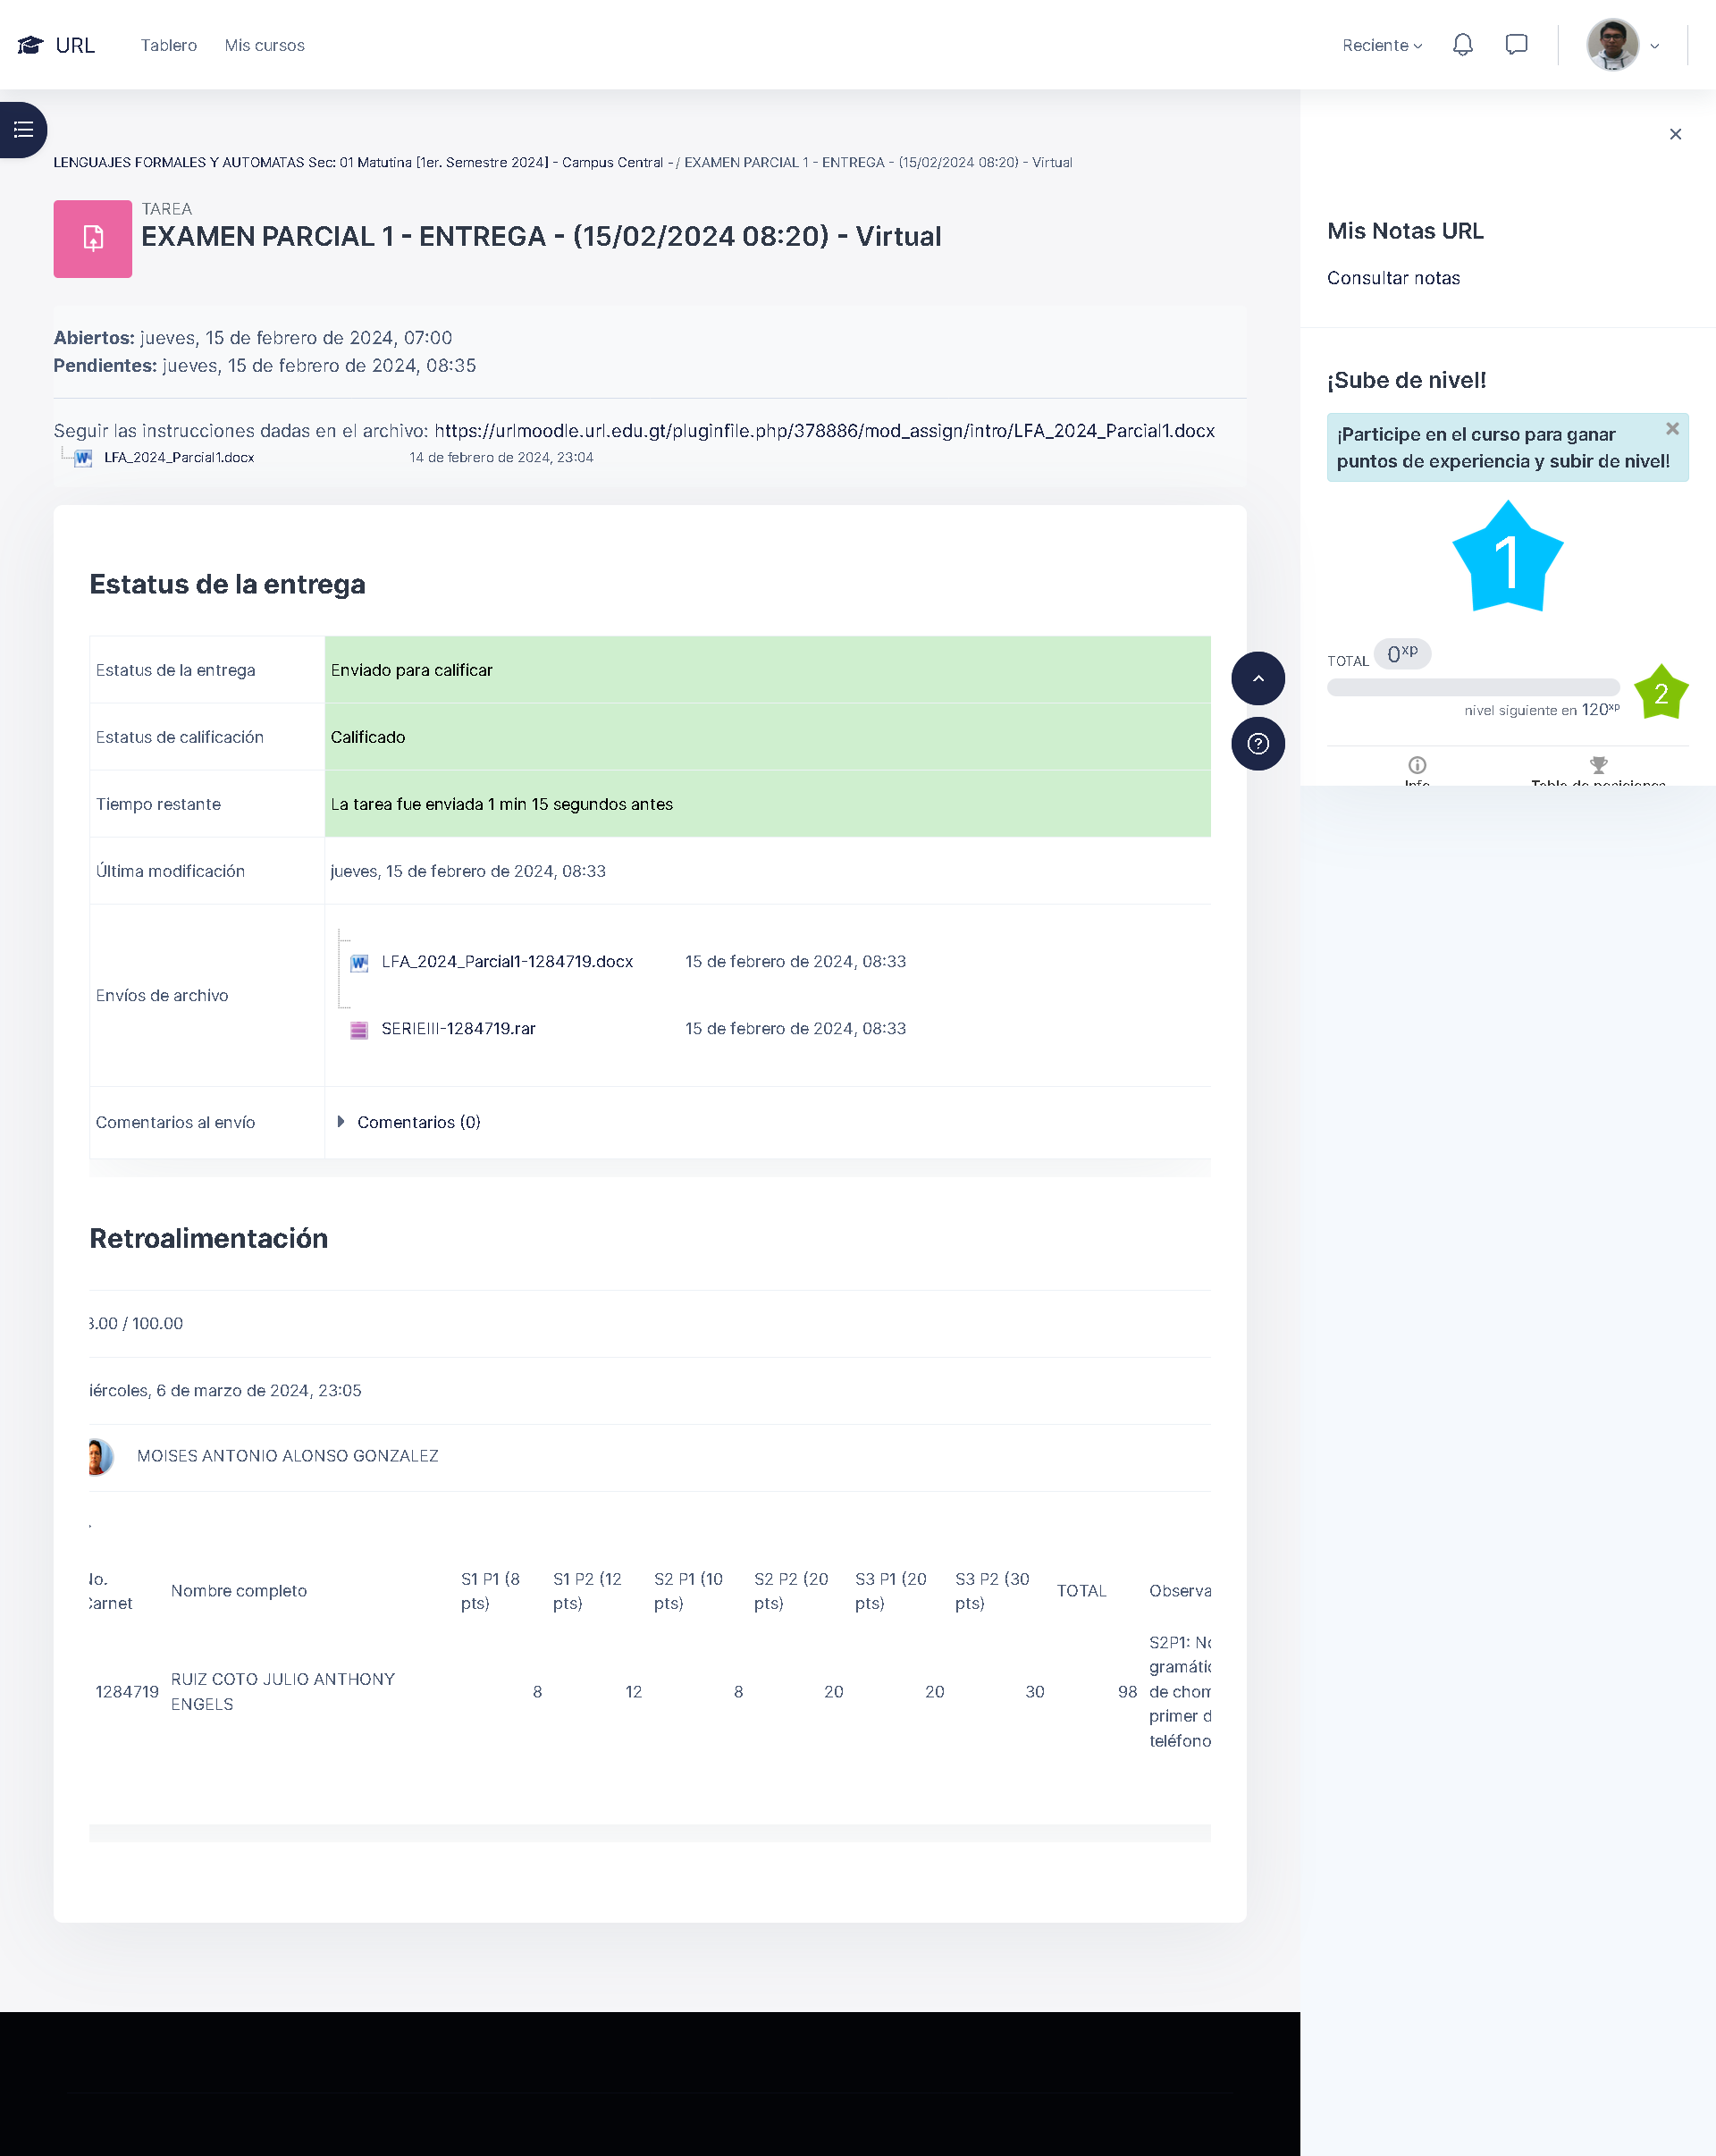 URL Tablero Mis cursos Reciente
LENGUAJES FORMALES Y AUTOMATAS Sec: 01 Matutina [1er. Semestre 2024] - Campus Central - / EXAMEN PARCIAL 1 - ENTREGA - (15/02/2024 08:20) - Virtual
TAREA
EXAMEN PARCIAL 1 - ENTREGA - (15/02/2024 08:20) - Virtual
Abiertos: jueves, 15 de febrero de 2024, 07:00
Pendientes: jueves, 15 de febrero de 2024, 08:35
Seguir las instrucciones dadas en el archivo: https://urlmoodle.url.edu.gt/pluginfile.php/378886/mod_assign/intro/LFA_2024_Parcial1.docx
LFA_2024_Parcial1.docx 14 de febrero de 2024, 23:04
Estatus de la entrega
Estatus de la entrega Enviado para calificar
Estatus de calificación Calificado
Tiempo restante La tarea fue enviada 1 min 15 segundos antes
Última modificación jueves, 15 de febrero de 2024, 08:33
Envíos de archivo
LFA_2024_Parcial1-1284719.docx 15 de febrero de 2024, 08:33
SERIEIII-1284719.rar 15 de febrero de 2024, 08:33
Comentarios al envío Comentarios (0)
Retroalimentación
.00 / 100.00
iércoles, 6 de marzo de 2024, 23:05
MOISES ANTONIO ALONSO GONZALEZ
No. Carnet Nombre completo S1 P1 (8 pts) S1 P2 (12 pts) S2 P1 (10 pts) S2 P2 (20 pts) S3 P1 (20 pts) S3 P2 (30 pts) TOTAL Observa
1284719 RUIZ COTO JULIO ANTHONY ENGELS 8 12 8 20 20 30 98
S2P1:
gramátic
de chom
primer d
teléfono
Mis Notas URL
Consultar notas
¡Sube de nivel!
¡Participe en el curso para ganar
puntos de experiencia y subir de nivel!
1
TOTAL 0xp
2
nivel siguiente en 120xp
Info Tabla de posiciones